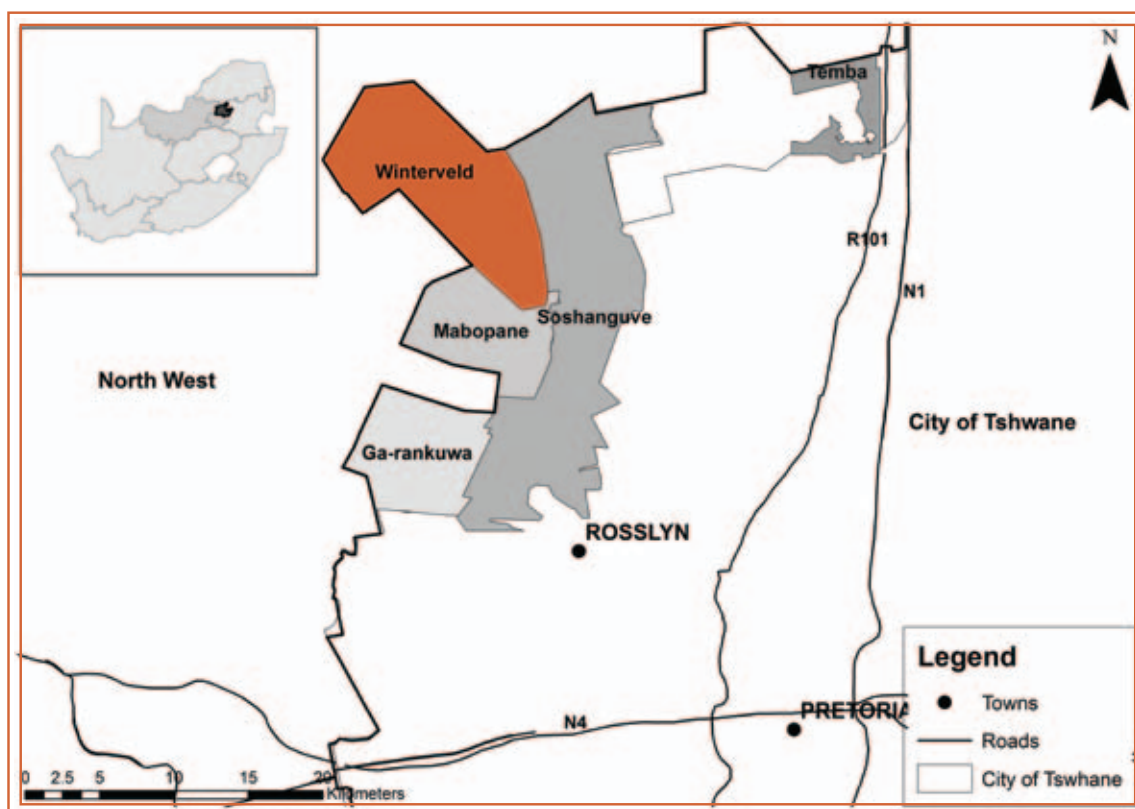 N
Temba
Winterveld
R101
N1
Soshanguve
Mabopane
North West
City of Tshwane
Ga-rankuwa
ROSSLYN
Legend
Towns
PRETORIA
Roads
N4
City of Tswhane
0 2.5 5 10 15 20
Kilometers